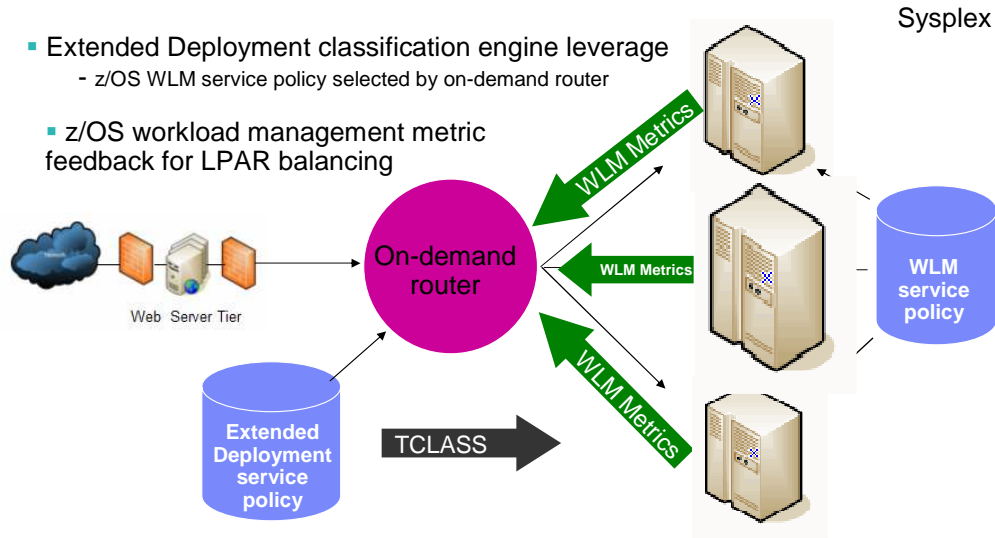 Sysplex
▪ Extended Deployment classification engine leverage
- z/OS WLM service policy selected by on-demand router
▪ z/OS workload management metric
feedback for LPAR balancing
WLM Metrics
Network
Web Server Tier
On-demand
router
WLM Metrics
WLM
service
policy
WLM Metrics
Extended
Deployment
service
policy
TCLASS